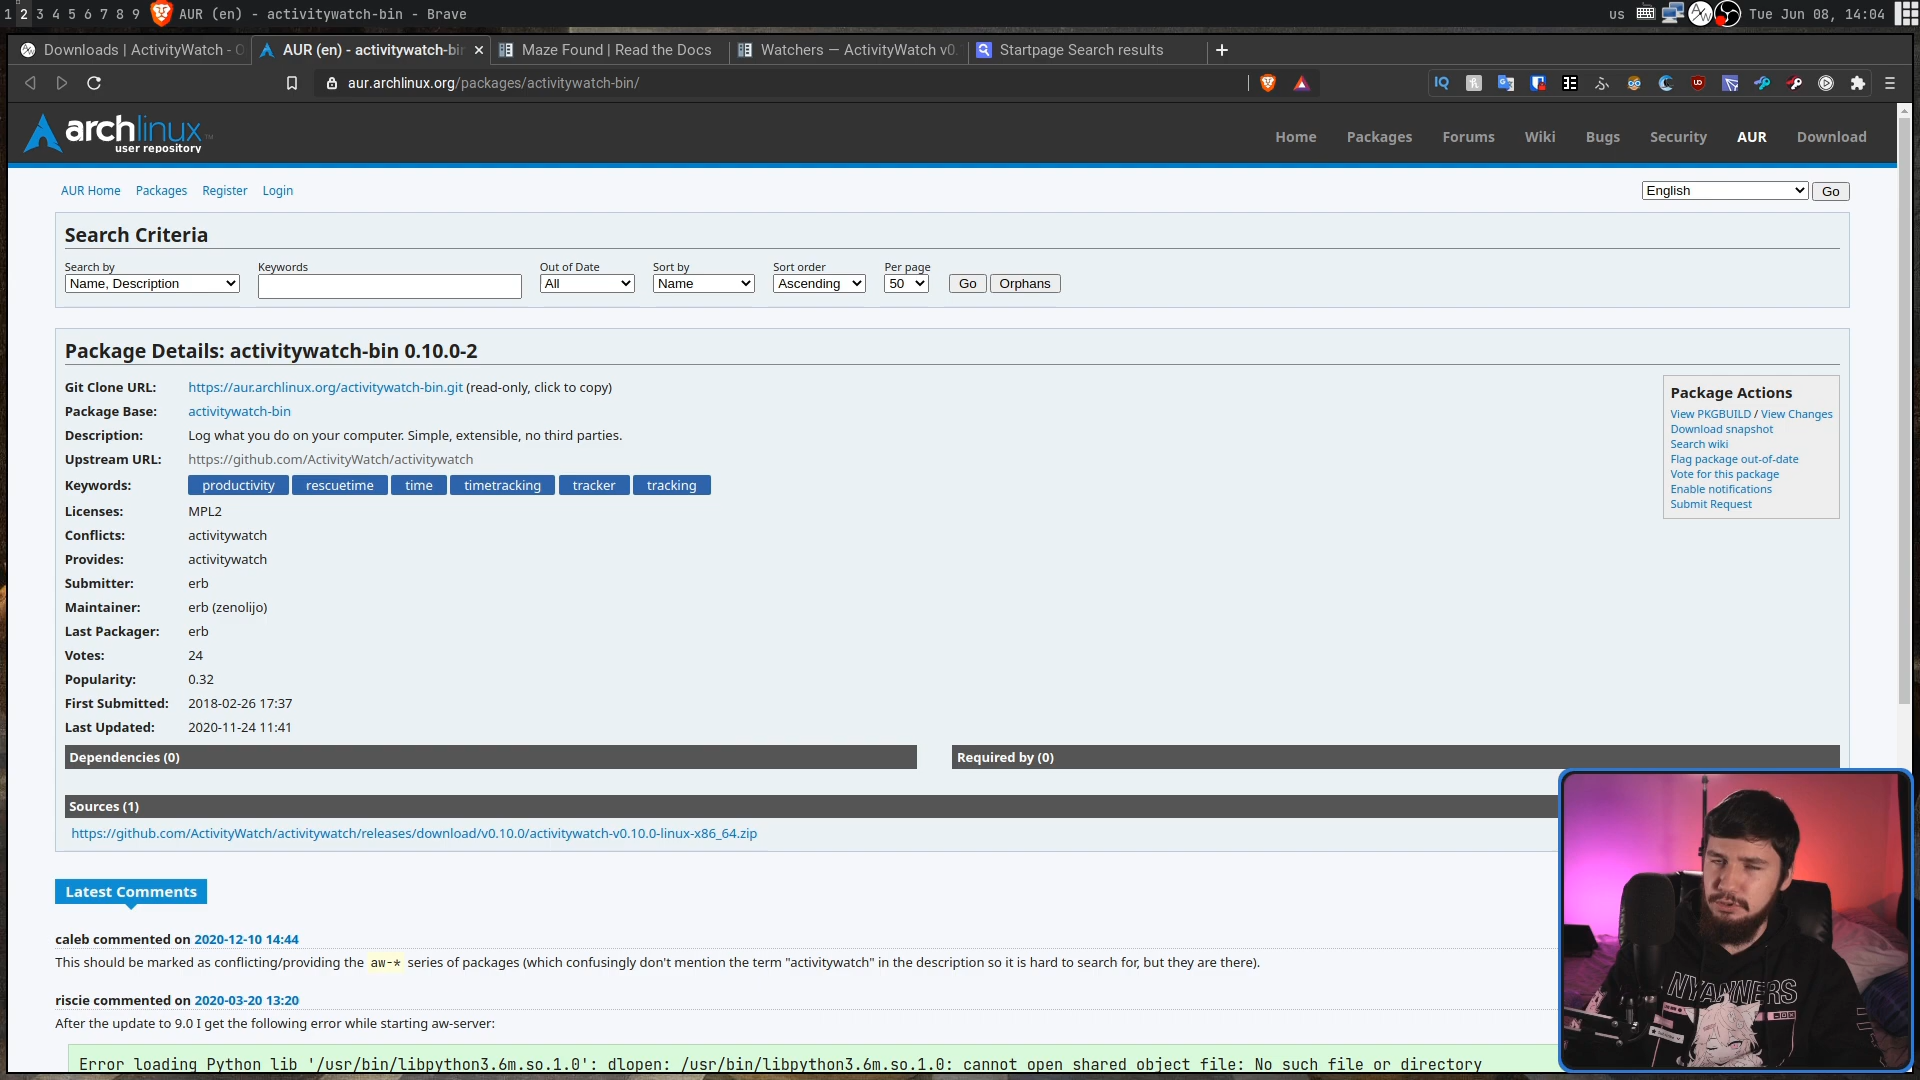 1 2 3 4 5 6 7 8 9 AUR (en) - activitywatch-bin - Brave us Tue Jun 08, 14:04
Downloads | ActivityWatch - O AUR (en) - activitywatch-bin Maze Found | Read the Docs Watchers — ActivityWatch v0. Startpage Search results
aur.archlinux.org/packages/activitywatch-bin/
archlinux
user repository
Home Packages Forums Wiki Bugs Security AUR Download
AUR Home Packages Register Login English Go
Search Criteria
Search by Keywords Out of Date Sort by Sort order Per page
Name, Description All Name Ascending 50 Go Orphans
Package Details: activitywatch-bin 0.10.0-2
Git Clone URL: https://aur.archlinux.org/activitywatch-bin.git (read-only, click to copy)
Package Base: activitywatch-bin
Description: Log what you do on your computer. Simple, extensible, no third parties.
Upstream URL: https://github.com/ActivityWatch/activitywatch
Keywords: productivity rescuetime time timetracking tracker tracking
Licenses: MPL2
Conflicts: activitywatch
Provides: activitywatch
Submitter: erb
Maintainer: erb (zenolijo)
Last Packager: erb
Votes: 24
Popularity: 0.32
First Submitted: 2018-02-26 17:37
Last Updated: 2020-11-24 11:41
Package Actions
View PKGBUILD / View Changes
Download snapshot
Search wiki
Flag package out-of-date
Vote for this package
Enable notifications
Submit Request
Dependencies (0) Required by (0)
Sources (1)
https://github.com/ActivityWatch/activitywatch/releases/download/v0.10.0/activitywatch-v0.10.0-linux-x86_64.zip
Latest Comments
caleb commented on 2020-12-10 14:44
This should be marked as conflicting/providing the aw-* series of packages (which confusingly don't mention the term "activitywatch" in the description so it is hard to search for, but they are there).
riscie commented on 2020-03-20 13:20
After the update to 9.0 I get the following error while starting aw-server:
Error loading Python lib '/usr/bin/libpython3.6m.so.1.0': dlopen: /usr/bin/libpython3.6m.so.1.0: cannot open shared object file: No such file or directory
NYANNERS